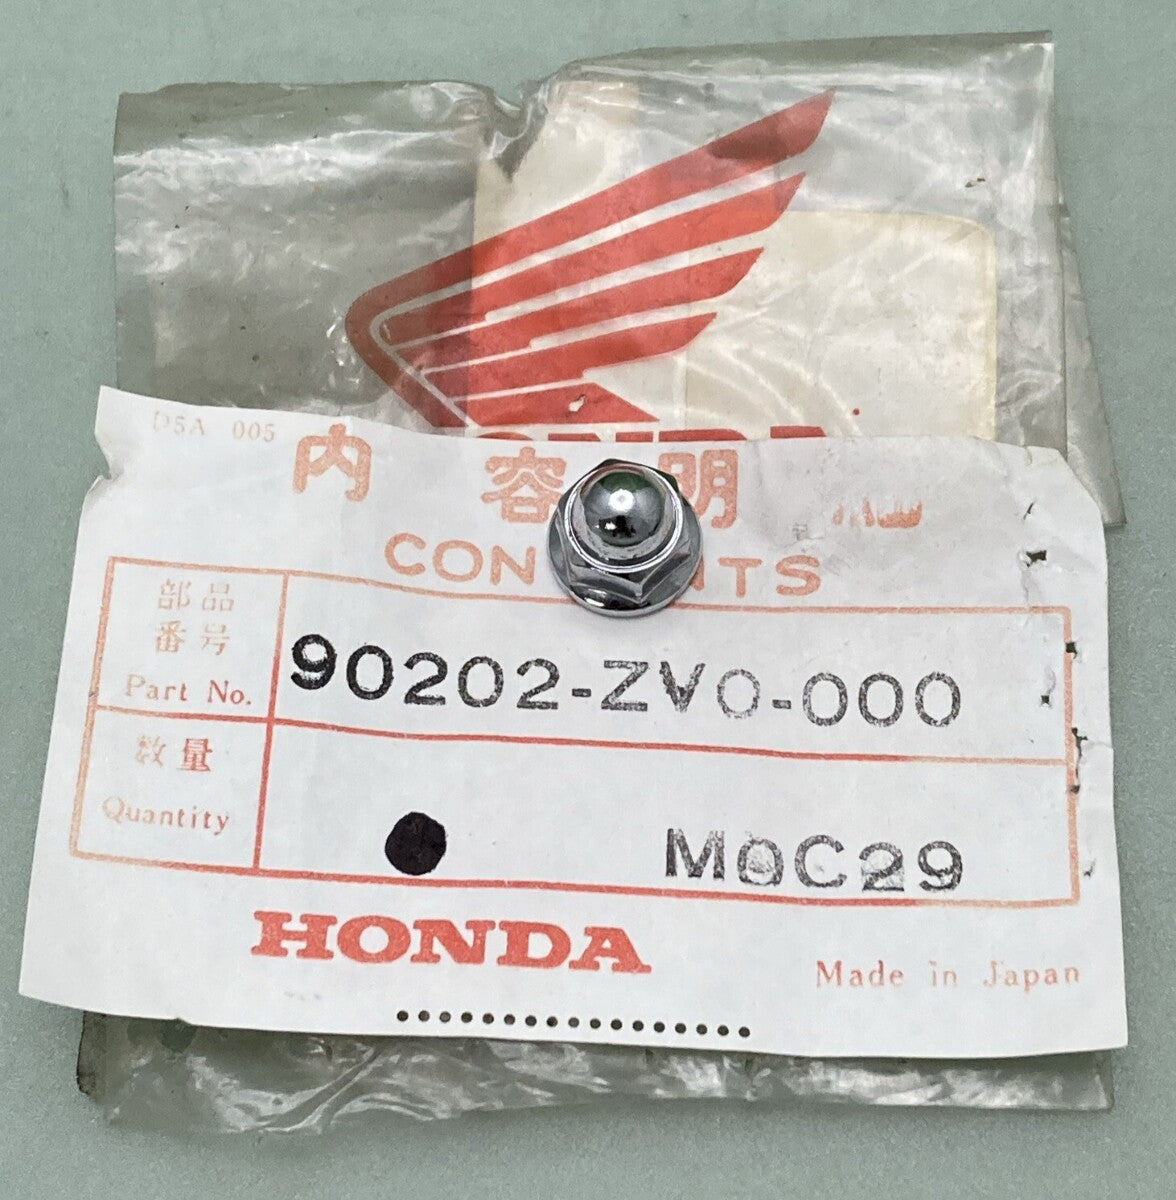 D5A 005
内 容 明
CON NTS
部品
番号
Part No.
90202-ZV0-000
数量
Quantity
M0C29
HONDA
Made in Japan